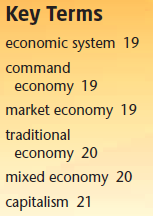 Key Terms
economic system 19
command
economy 19
market economy 19
traditional
economy 20
mixed economy 20
capitalism 21